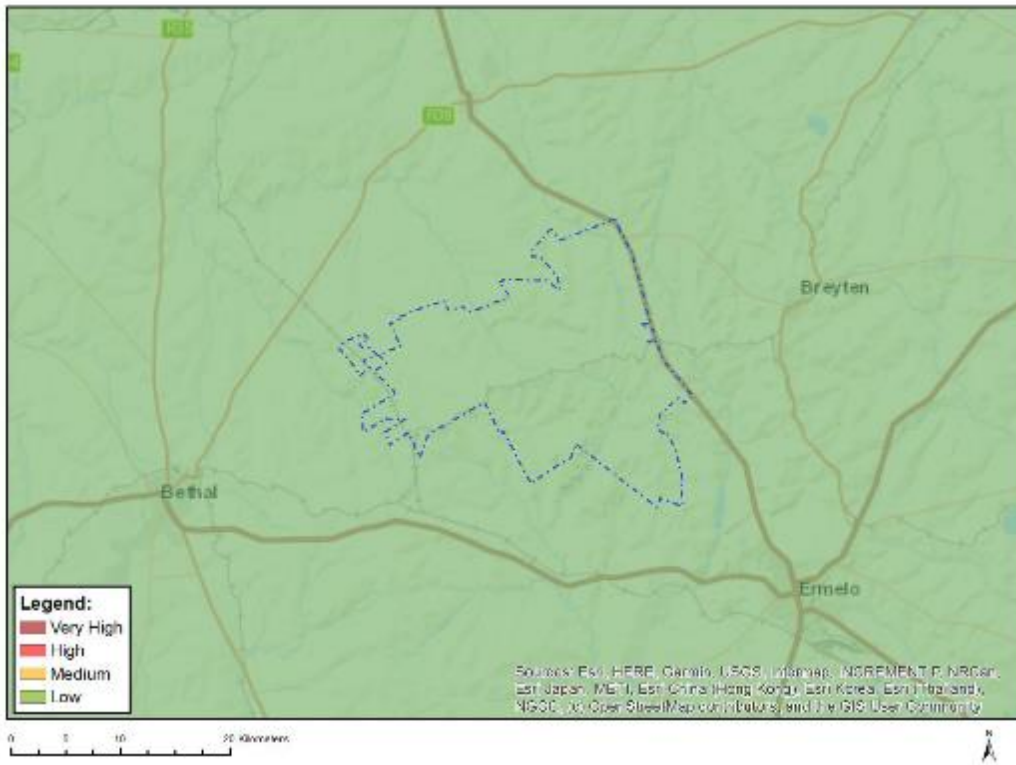 R35
Breyten
Bethal
Ermelo
Legend:
Very High
High
Medium
Low
Sources: Esri, HERE, Garmin, USGS, Intermap, INCREMENT P, NRCan,
Esri Japan, METI, Esri China (Hong Kong), Esri Korea, Esri (Thailand),
NGCC, (c) OpenStreetMap contributors, and the GIS User Community
0 5 10 20 Kilometers
N